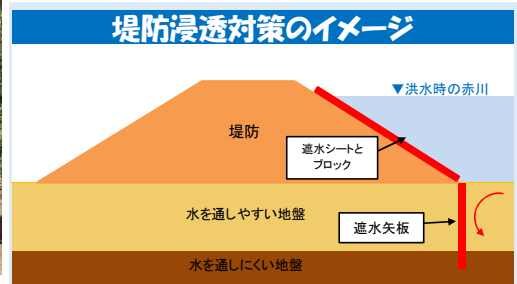 堤防浸透対策のイメージ
▼洪水時の赤川
堤防
遮水シートと
ブロック
水を通しやすい地盤
遮水矢板
水を通しにくい地盤